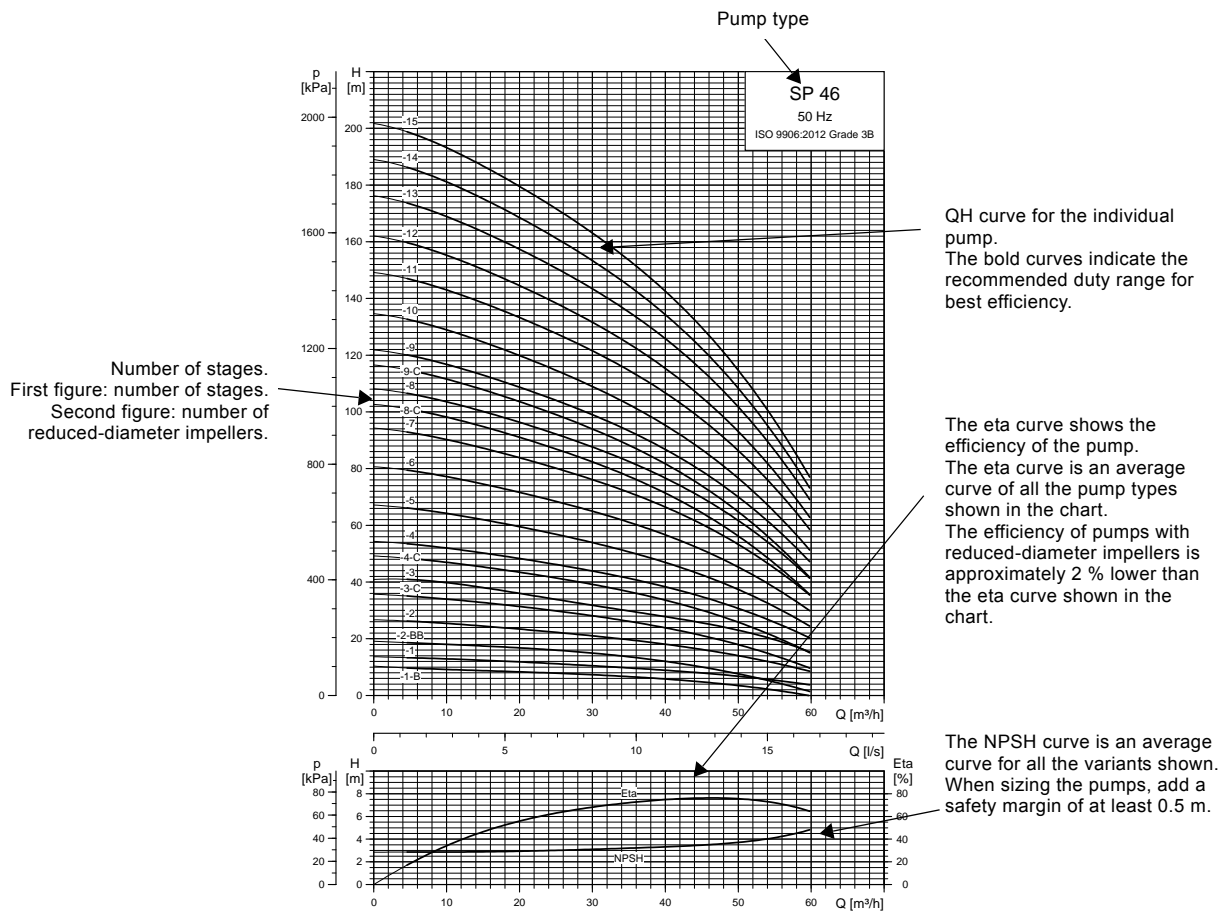 Pump type
p
[kPa]
H
[m]
SP 46
50 Hz
ISO 9906:2012 Grade 3B
2000
1600
1200
800
400
0
200
180
160
140
120
100
80
60
40
20
0
-15
-14
-13
-12
-11
-10
-9
-9-C
-8
-8-C
-7
-6
-5
-4
-4-C
-3
-3-C
-2
-2-BB
-1
-1-B
0 10 20 30 40 50 60 Q [m³/h]
0 5 10 15 Q [l/s]
Number of stages.
First figure: number of stages.
Second figure: number of
reduced-diameter impellers.
QH curve for the individual
pump.
The bold curves indicate the
recommended duty range for
best efficiency.
The eta curve shows the
efficiency of the pump.
The eta curve is an average
curve of all the pump types
shown in the chart.
The efficiency of pumps with
reduced-diameter impellers is
approximately 2 % lower than
the eta curve shown in the
chart.
p
[kPa]
H
[m]
Eta
[%]
80
60
40
20
0
8
6
4
2
0
Eta
NPSH
80
60
40
20
0
0 10 20 30 40 50 60 Q [m³/h]
The NPSH curve is an average
curve for all the variants shown.
When sizing the pumps, add a
safety margin of at least 0.5 m.